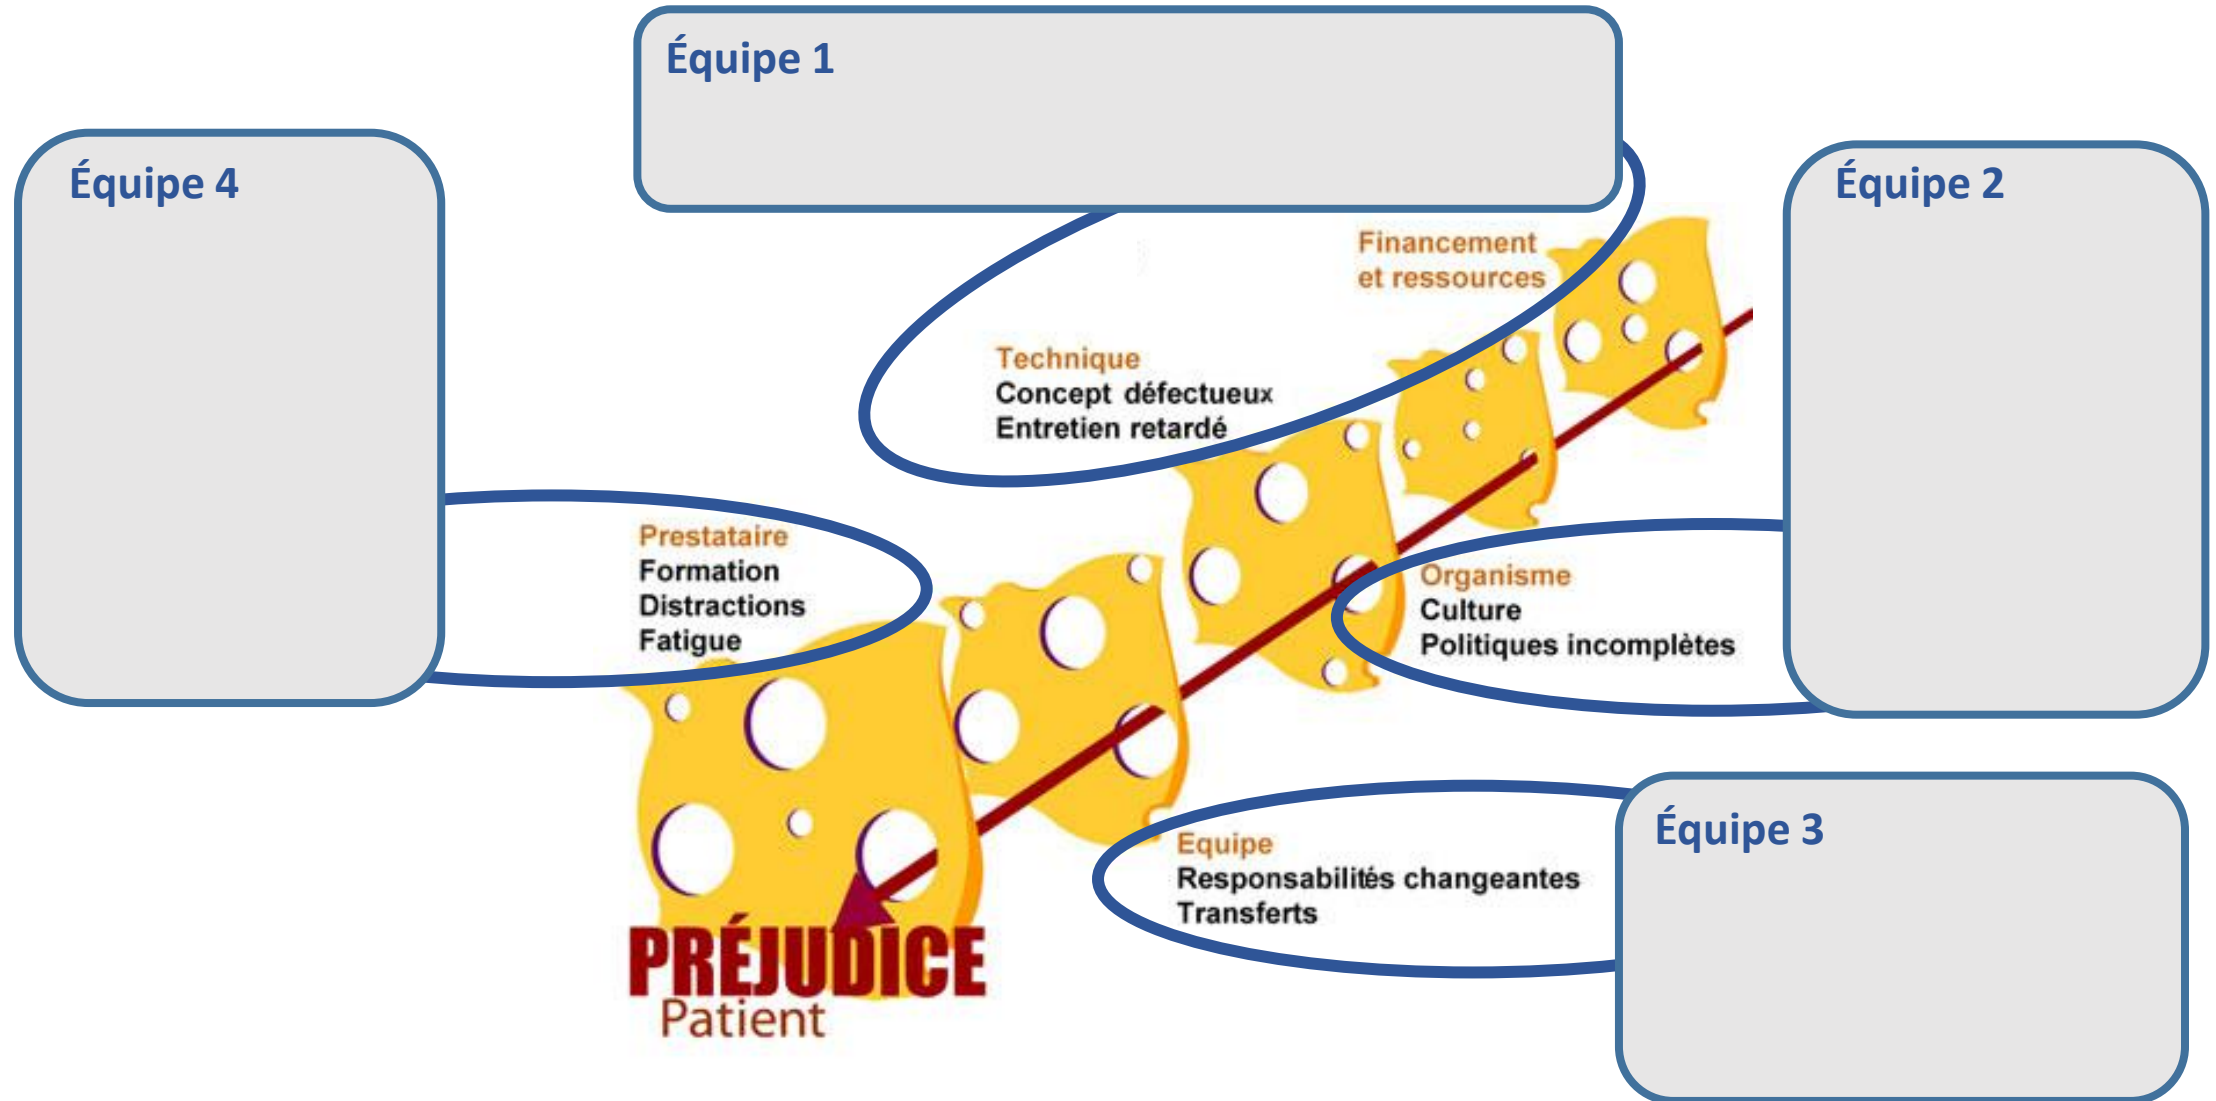 Équipe 1
Équipe 4
Équipe 2
Financement
et ressources
Technique
Concept défectueux
Entretien retardé
Prestataire
Formation
Distractions
Fatigue
Organisme
Culture
Politiques incomplètes
Équipe 3
Equipe
Responsabilités changeantes
Transferts
PRÉJUDICE
Patient